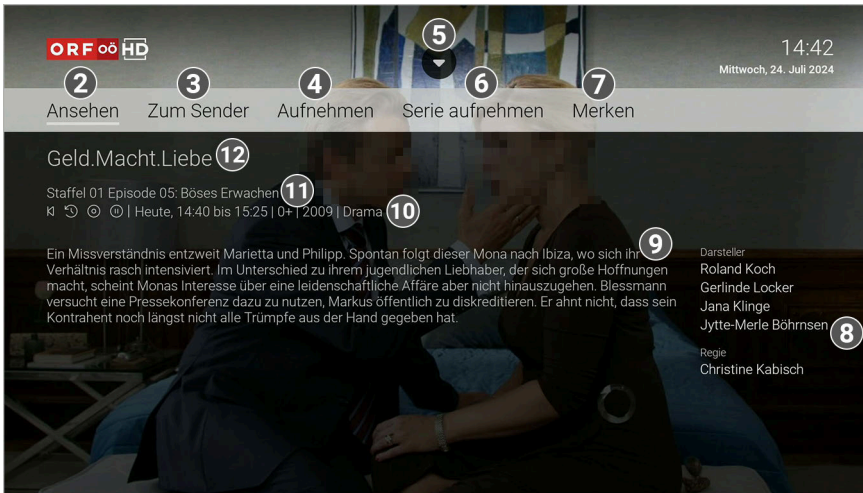 ORF oö HD
5
14:42
Mittwoch, 24. Juli 2024
2 3 4 6 7
Ansehen Zum Sender Aufnehmen Serie aufnehmen Merken
Geld.Macht.Liebe 12
Staffel 01 Episode 05: Böses Erwachen 11
Heute, 14:40 bis 15:25 | 0+ | 2009 | Drama 10
Ein Missverständnis entzweit Marietta und Philipp. Spontan folgt dieser Mona nach Ibiza, wo sich ihr 9
Verhältnis rasch intensiviert. Im Unterschied zu ihrem jugendlichen Liebhaber, der sich große Hoffnungen
macht, scheint Monas Interesse über eine leidenschaftliche Affäre aber nicht hinauszugehen. Blessmann
versucht eine Pressekonferenz dazu zu nutzen, Markus öffentlich zu diskreditieren. Er ahnt nicht, dass sein
Kontrahent noch längst nicht alle Trümpfe aus der Hand gegeben hat.
Darsteller
Roland Koch
Gerlinde Locker
Jana Klinge
Jytte-Merle Böhrnsen 8
Regie
Christine Kabisch